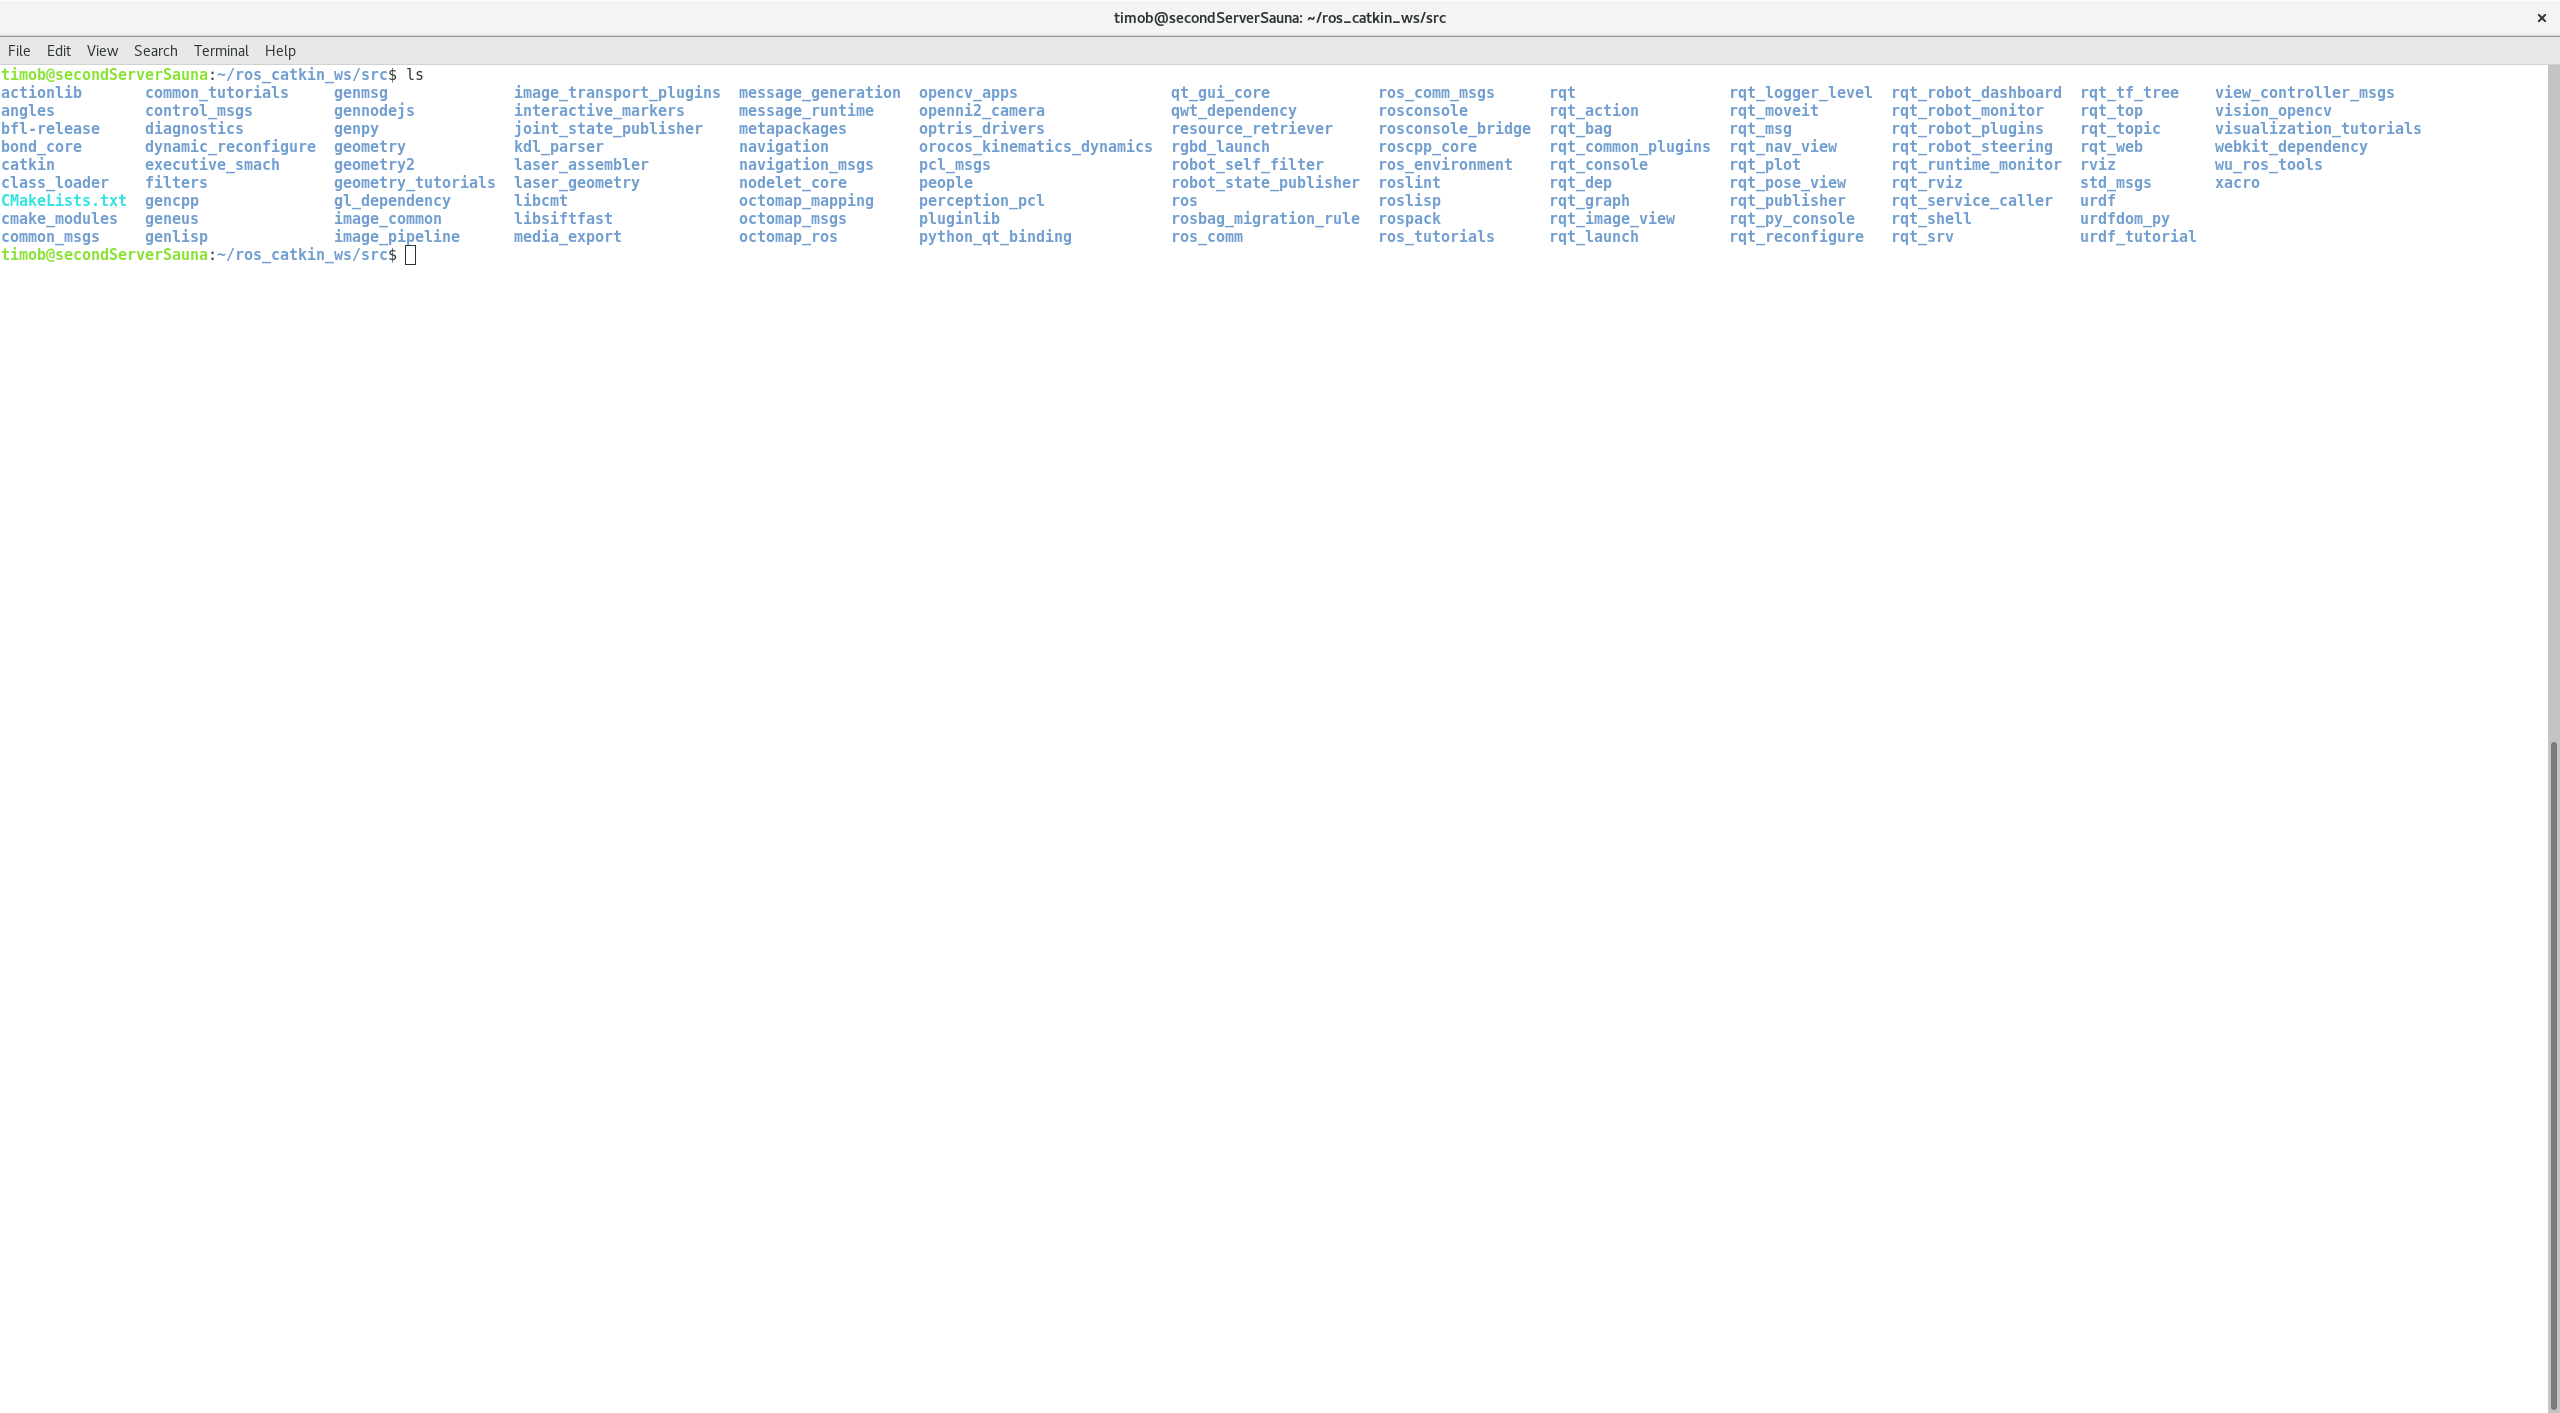 timob@secondServerSauna: ~/ros_catkin_ws/src ×
File Edit View Search Terminal Help
timob@secondServerSauna:~/ros_catkin_ws/src$ ls
actionlib common_tutorials genmsg image_transport_plugins message_generation opencv_apps qt_gui_core ros_comm_msgs rqt rqt_logger_level rqt_robot_dashboard rqt_tf_tree view_controller_msgs
angles control_msgs gennodejs interactive_markers message_runtime openni2_camera qwt_dependency rosconsole rqt_action rqt_moveit rqt_robot_monitor rqt_top vision_opencv
bfl-release diagnostics genpy joint_state_publisher metapackages optris_drivers resource_retriever rosconsole_bridge rqt_bag rqt_msg rqt_robot_plugins rqt_topic visualization_tutorials
bond_core dynamic_reconfigure geometry kdl_parser navigation orocos_kinematics_dynamics rgbd_launch roscpp_core rqt_common_plugins rqt_nav_view rqt_robot_steering rqt_web webkit_dependency
catkin executive_smach geometry2 laser_assembler navigation_msgs pcl_msgs robot_self_filter ros_environment rqt_console rqt_plot rqt_runtime_monitor rviz wu_ros_tools
class_loader filters geometry_tutorials laser_geometry nodelet_core people robot_state_publisher roslint rqt_dep rqt_pose_view rqt_rviz std_msgs xacro
CMakeLists.txt gencpp gl_dependency libcmt octomap_mapping perception_pcl ros roslisp rqt_graph rqt_publisher rqt_service_caller urdf
cmake_modules geneus image_common libsiftfast octomap_msgs pluginlib rosbag_migration_rule rospack rqt_image_view rqt_py_console rqt_shell urdfdom_py
common_msgs genlisp image_pipeline media_export octomap_ros python_qt_binding ros_comm ros_tutorials rqt_launch rqt_reconfigure rqt_srv urdf_tutorial
timob@secondServerSauna:~/ros_catkin_ws/src$